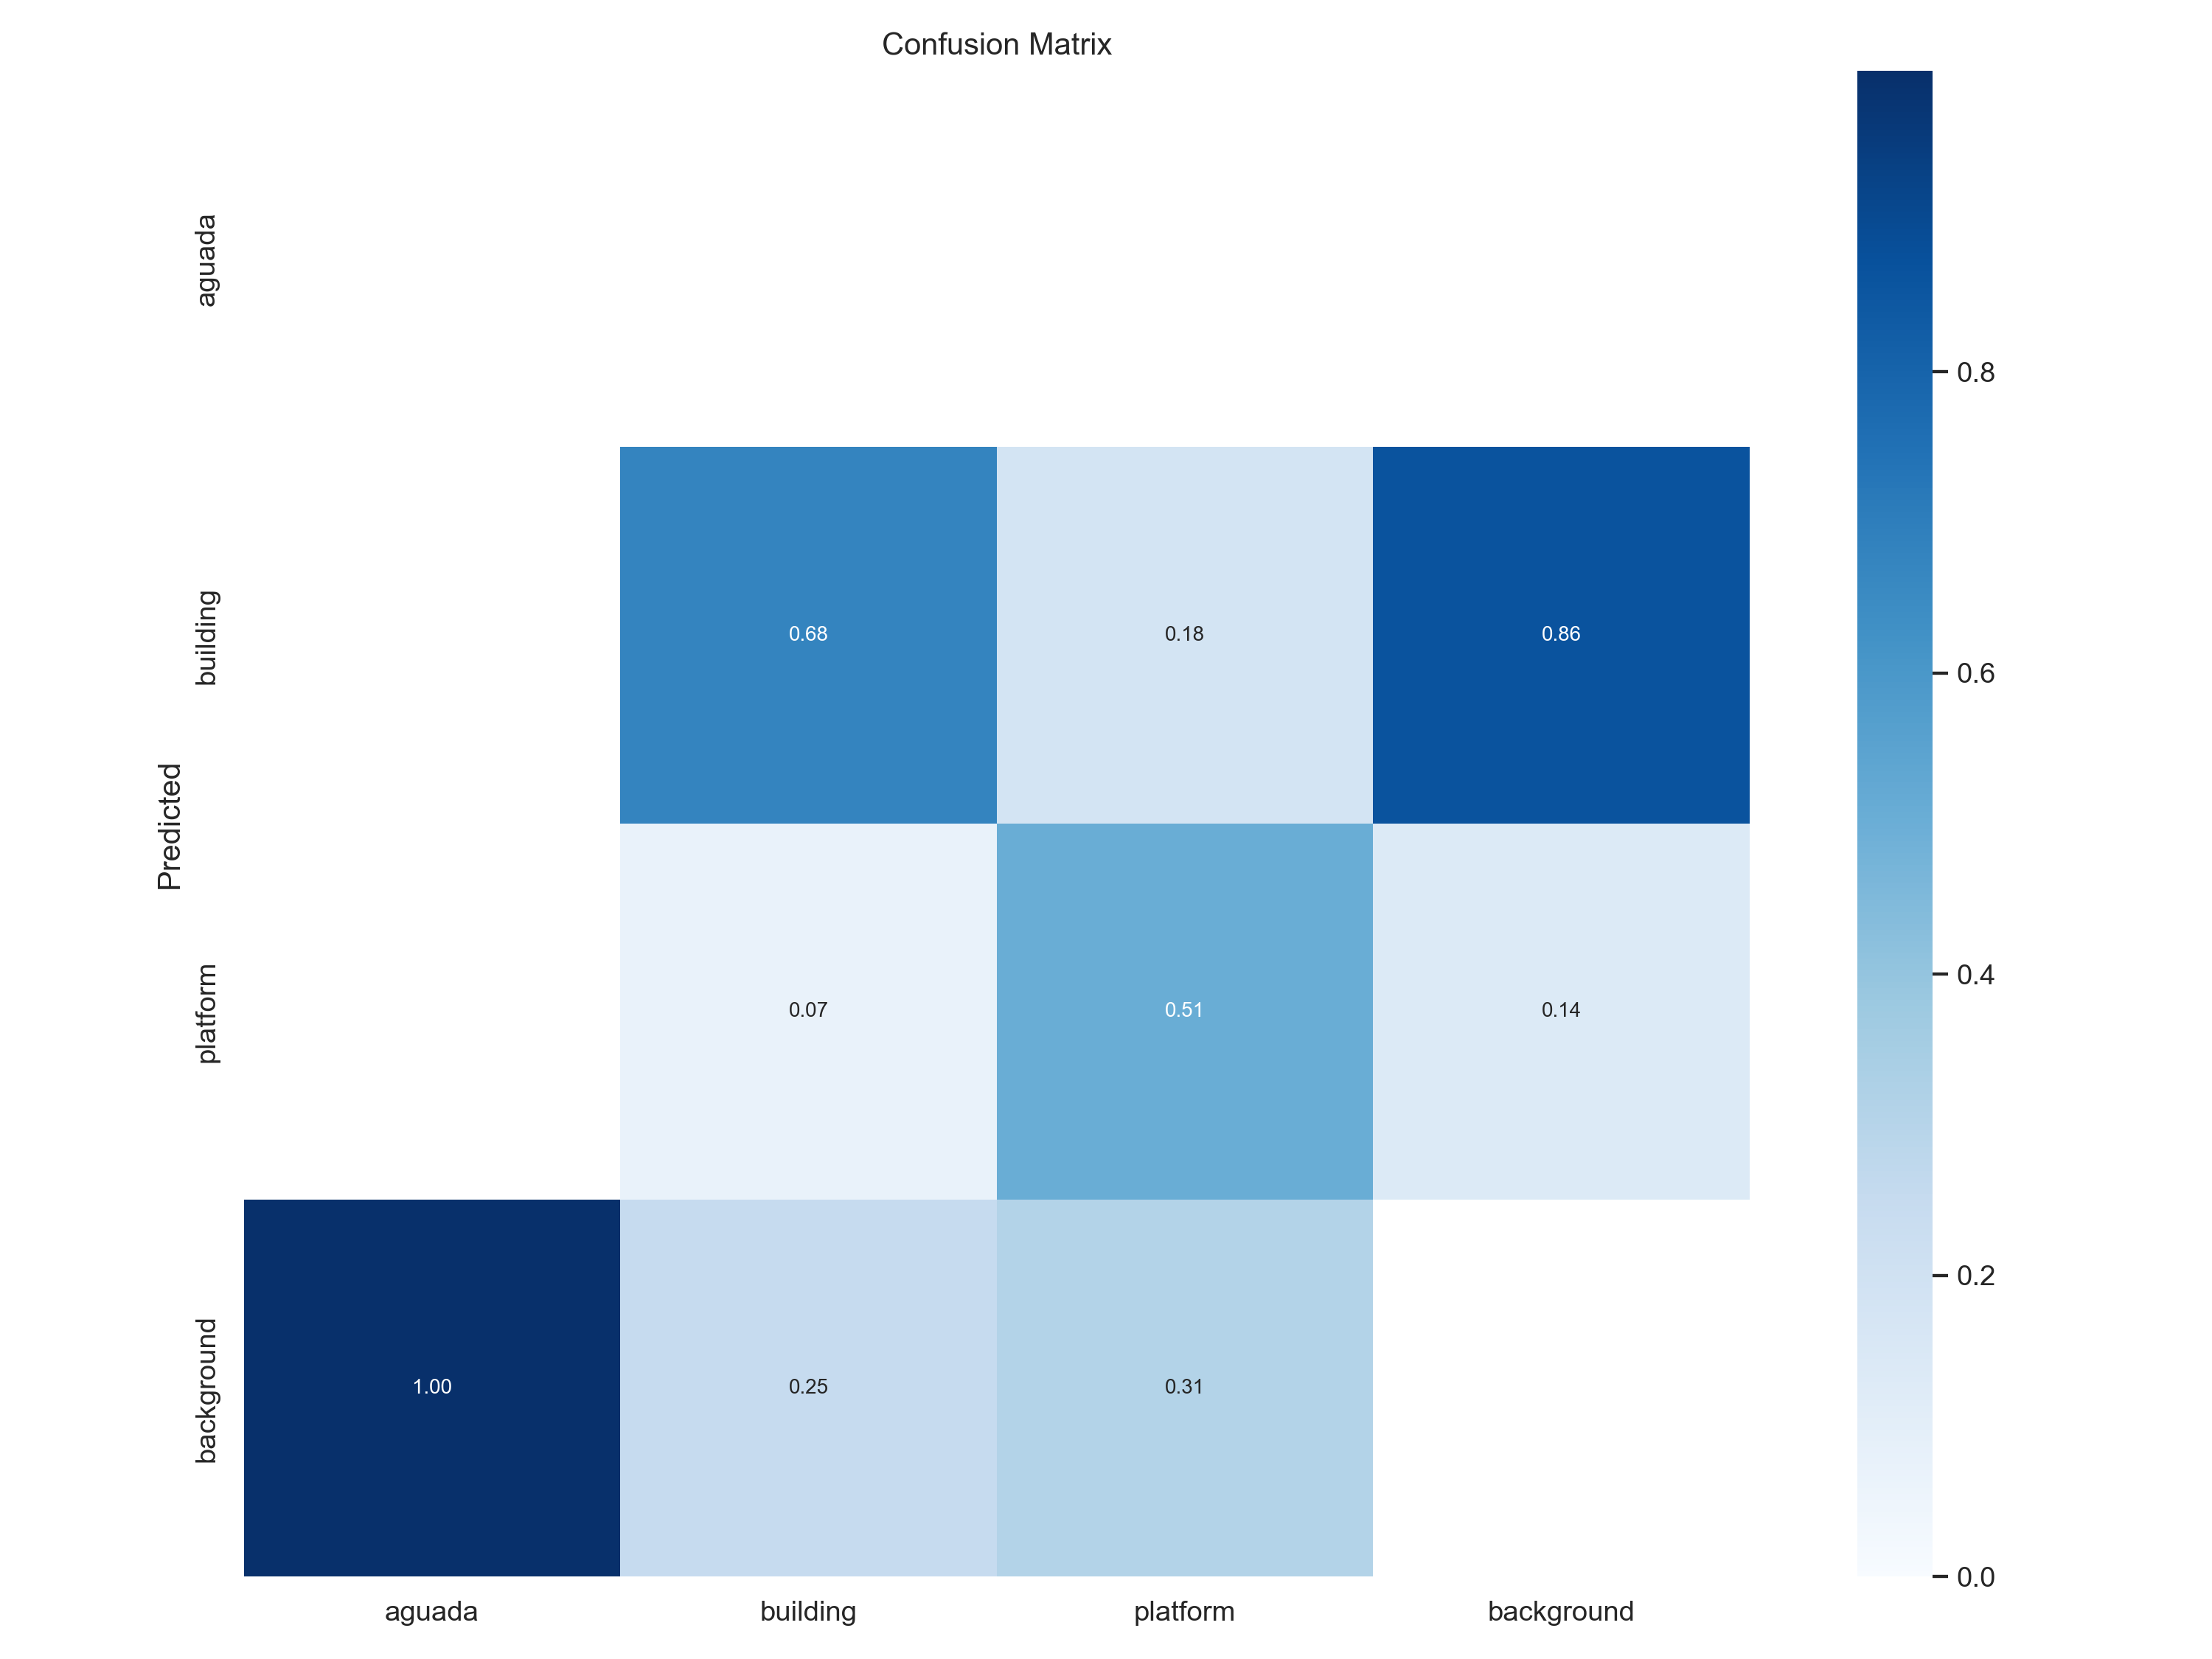 Confusion Matrix
aguada
building
platform
background
Predicted
0.68 0.18 0.86
0.07 0.51 0.14
1.00 0.25 0.31
aguada building platform background
0.8
0.6
0.4
0.2
0.0